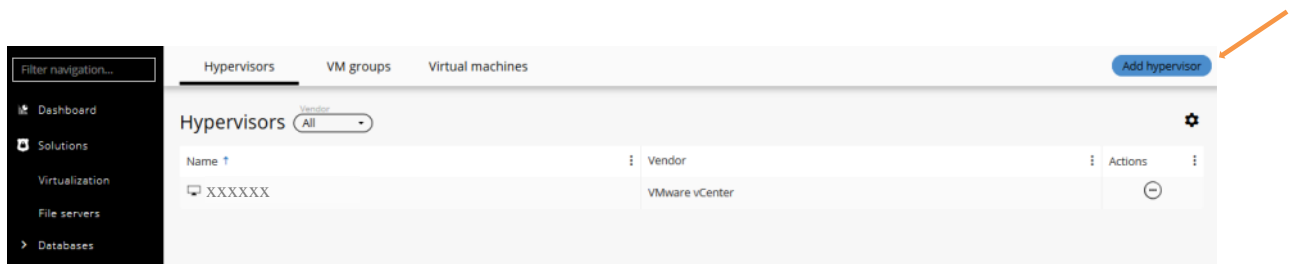 Filter navigation...
Dashboard
Solutions
Virtualization
File servers
Databases
Hypervisors VM groups Virtual machines Add hypervisor
Hypervisors Vendor All
Name ↑ Vendor Actions
XXXXXX VMware vCenter